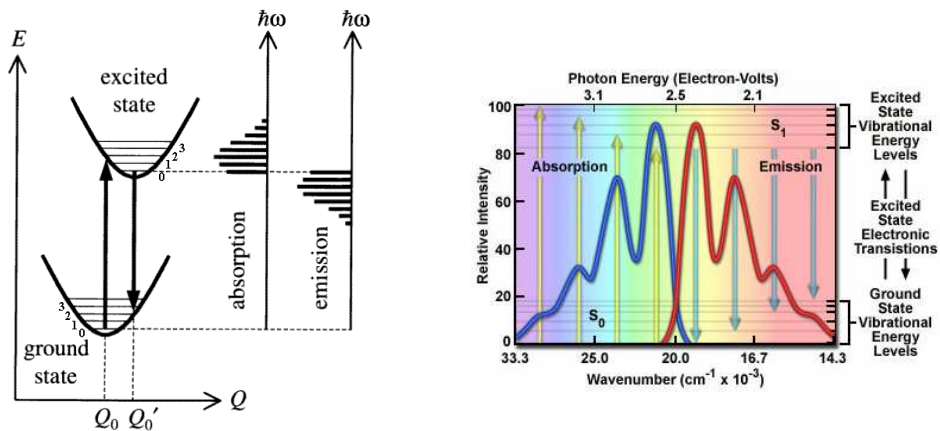 E
ħω
ħω
excited
state
3
2
1
0
absorption
emission
3
2
1
0
ground
state
Q
Q₀ Q₀′
Photon Energy (Electron-Volts)
3.1 2.5 2.1
Relative Intensity
100
80
60
40
20
0
S₁
Absorption
Emission
S₀
33.3 25.0 20.0 16.7 14.3
Wavenumber (cm⁻¹ x 10⁻³)
Excited
State
Vibrational
Energy
Levels
Excited
State
Electronic
Transistions
Ground
State
Vibrational
Energy
Levels